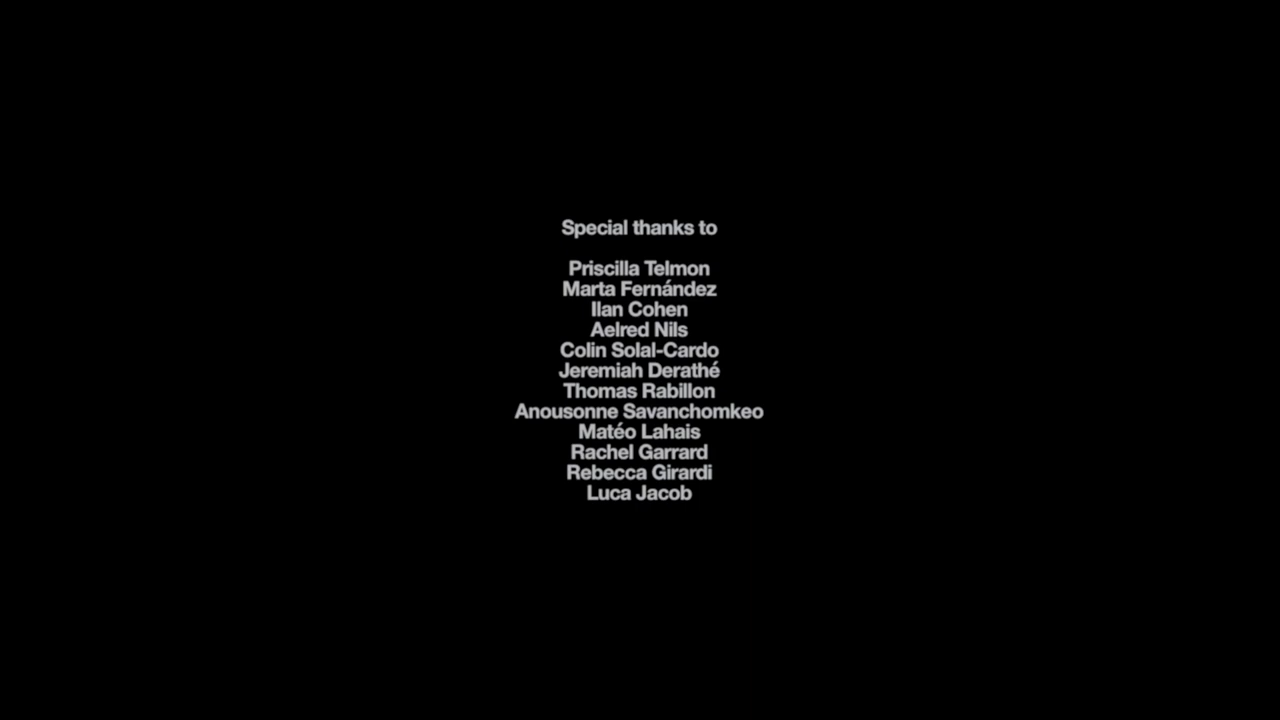 Special thanks to
Priscilla Telmon
Marta Fernández
Ilan Cohen
Aelred Nils
Colin Solal-Cardo
Jeremiah Derathé
Thomas Rabillon
Anousonne Savanchomkeo
Matéo Lahais
Rachel Garrard
Rebecca Girardi
Luca Jacob